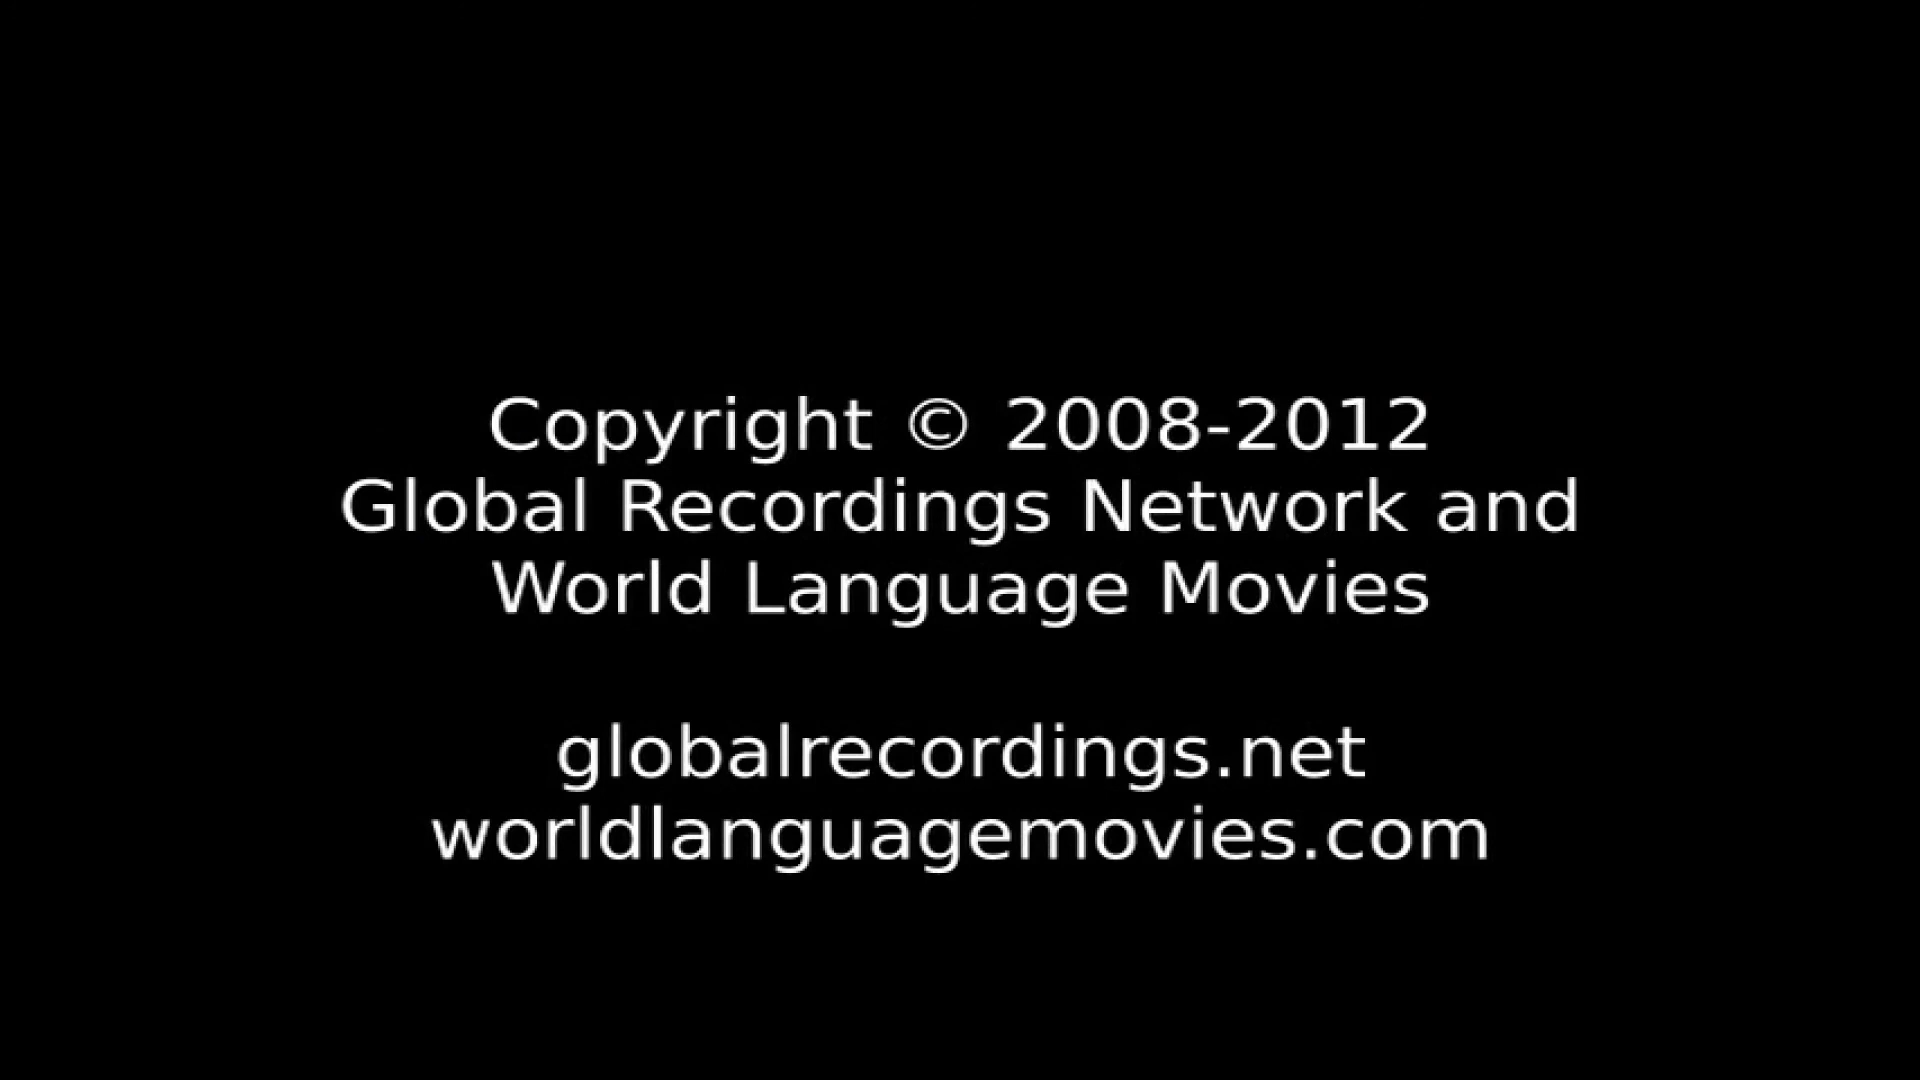 Copyright © 2008-2012
Global Recordings Network and
World Language Movies
globalrecordings.net
worldlanguagemovies.com